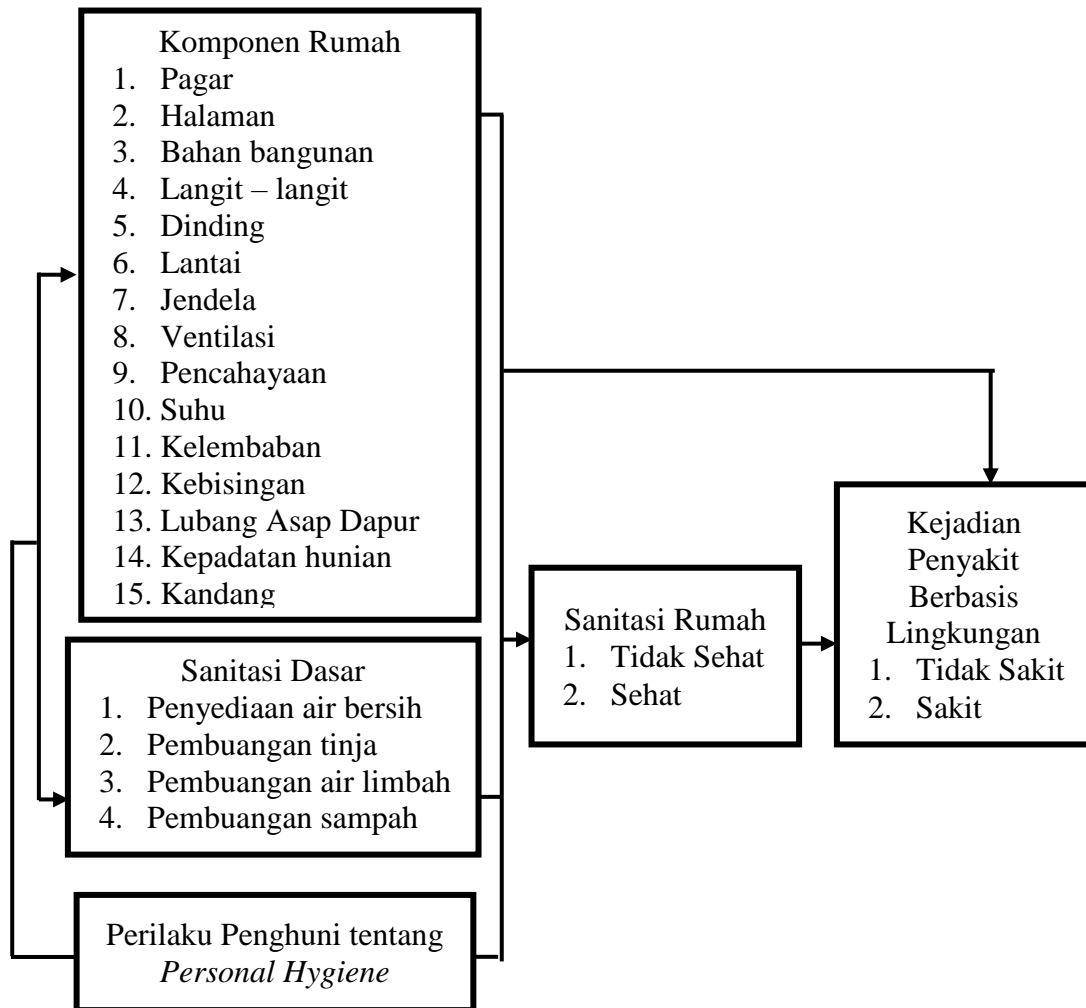 Komponen Rumah
1. Pagar
2. Halaman
3. Bahan bangunan
4. Langit – langit
5. Dinding
6. Lantai
7. Jendela
8. Ventilasi
9. Pencahayaan
10. Suhu
11. Kelembaban
12. Kebisingan
13. Lubang Asap Dapur
14. Kepadatan hunian
15. Kandang
Sanitasi Dasar
1. Penyediaan air bersih
2. Pembuangan tinja
3. Pembuangan air limbah
4. Pembuangan sampah
Perilaku Penghuni tentang
Personal Hygiene
Sanitasi Rumah
1. Tidak Sehat
2. Sehat
Kejadian
Penyakit
Berbasis
Lingkungan
1. Tidak Sakit
2. Sakit